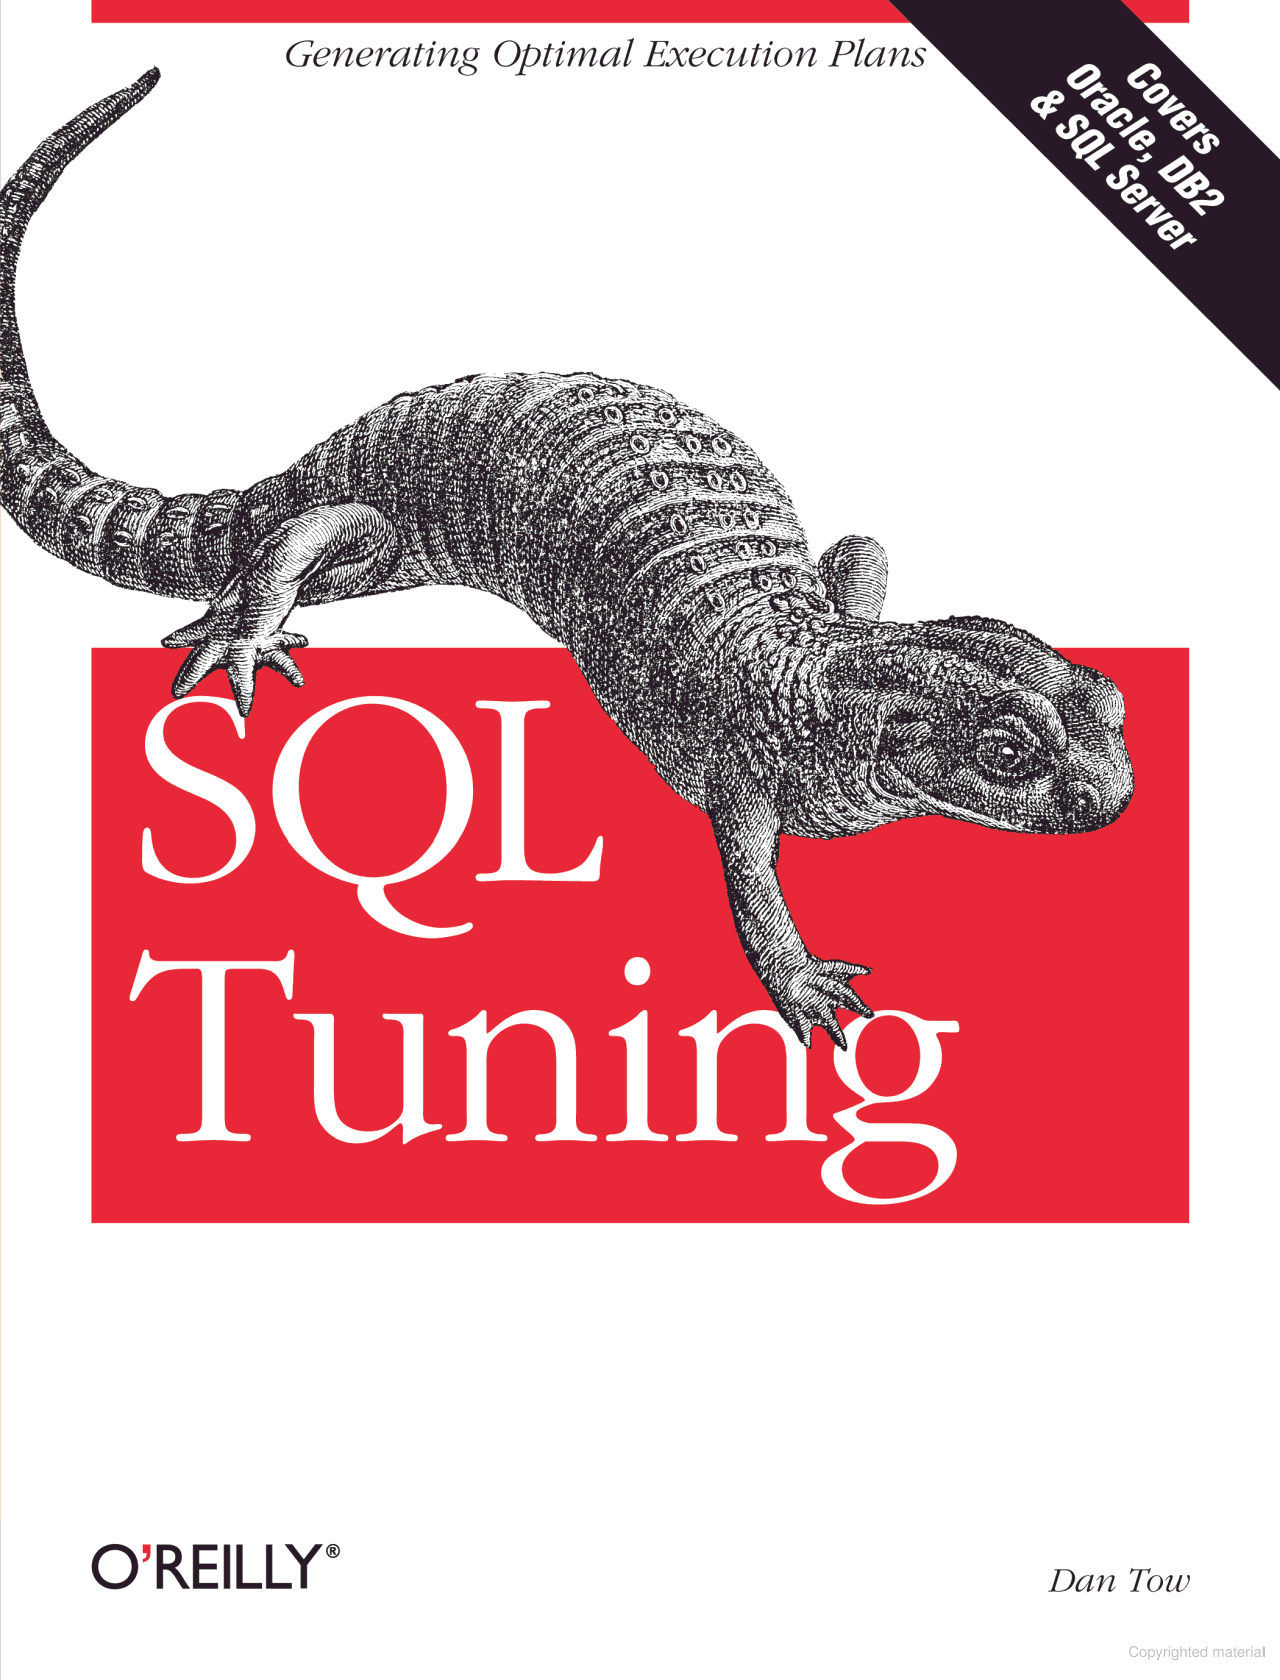 Generating Optimal Execution Plans
Covers
Oracle, DB2
& SQL Server
SQL
Tuning
O'REILLY®
Dan Tow
Copyrighted material